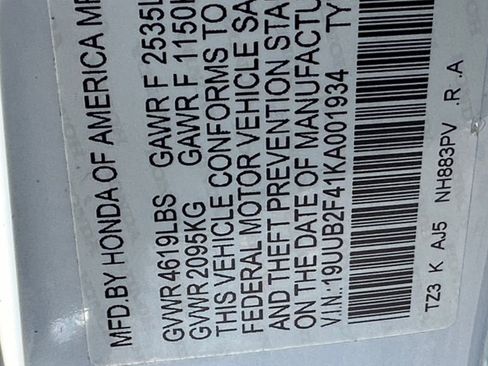 MFD.BY HONDA OF AMERICA MF
GVWR 4619LBS GAWR F 2535L
GVWR 2095KG GAWR F 1150K
THIS VEHICLE CONFORMS TO
FEDERAL MOTOR VEHICLE SA
AND THEFT PREVENTION STA
ON THE DATE OF MANUFACTU
V.I.N.:19UUB2F41KA001934 TY
TZ3 K AJ5 NH883PV .R .A